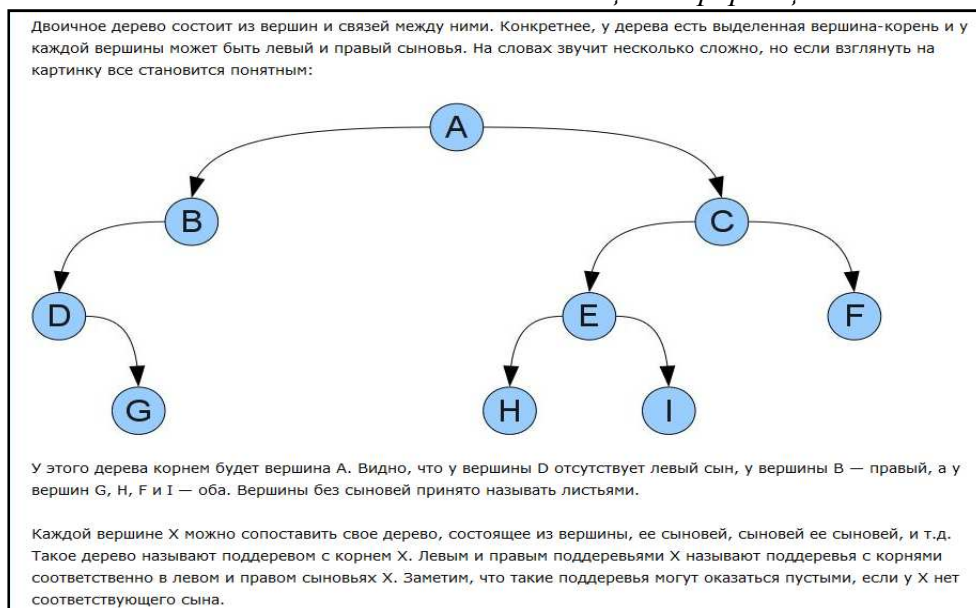 Двоичное дерево состоит из вершин и связей между ними. Конкретнее, у дерева есть выделенная вершина-корень и у
каждой вершины может быть левый и правый сыновья. На словах звучит несколько сложно, но если взглянуть на
картинку все становится понятным:
A
B
C
D
E
F
G
H
I
У этого дерева корнем будет вершина A. Видно, что у вершины D отсутствует левый сын, у вершины B — правый, а у
вершин G, H, F и I — оба. Вершины без сыновей принято называть листьями.
Каждой вершине X можно сопоставить свое дерево, состоящее из вершины, ее сыновей, сыновей ее сыновей, и т.д.
Такое дерево называют поддеревом с корнем X. Левым и правым поддеревьями X называют поддеревья с корнями
соответственно в левом и правом сыновьях X. Заметим, что такие поддеревья могут оказаться пустыми, если у X нет
соответствующего сына.